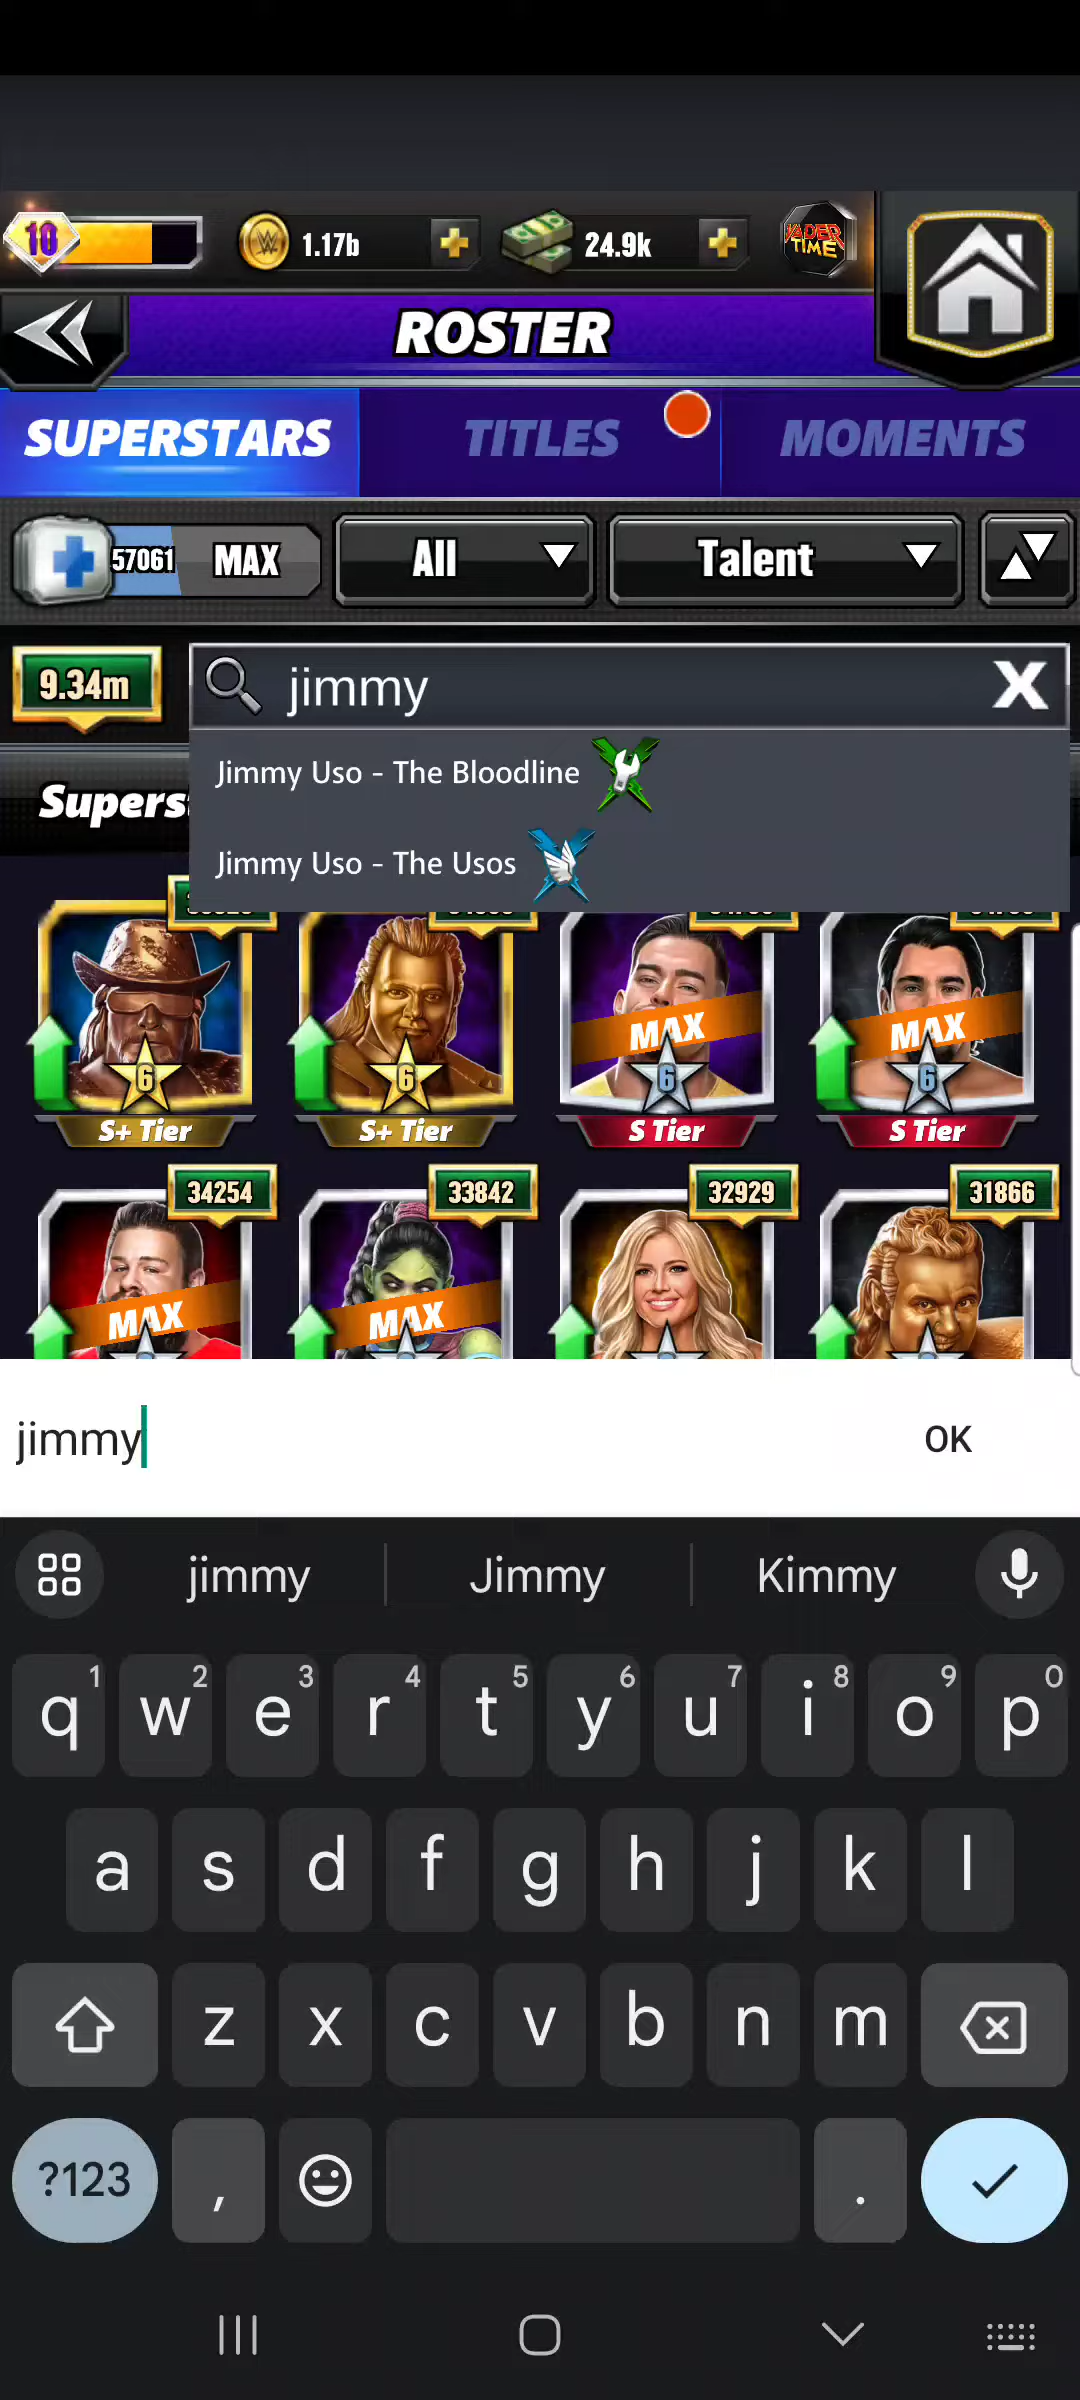 10
1.17b
24.9k
VADER
TIME
ROSTER
SUPERSTARS
TITLES
MOMENTS
57061
MAX
All
Talent
9.34m
jimmy
X
Jimmy Uso - The Bloodline
Jimmy Uso - The Usos
Supers
6
6
MAX
6
MAX
6
S+ Tier
S+ Tier
S Tier
S Tier
34254
33842
32929
31866
MAX
MAX
jimmy
OK
jimmy
Jimmy
Kimmy
1 2 3 4 5 6 7 8 9 0
q w e r t y u i o p
a s d f g h j k l
z x c v b n m
?123 , .